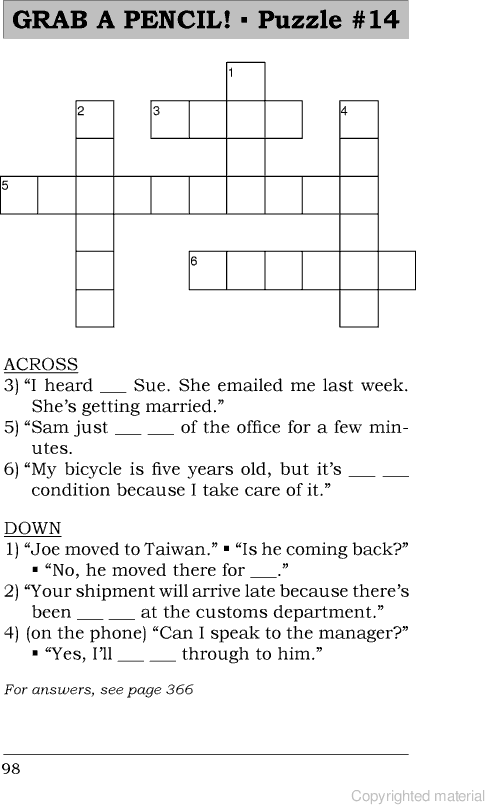 GRAB A PENCIL! ▪ Puzzle #14
1
2
3
4
5
6
ACROSS
3) “I heard ___ Sue. She emailed me last week.
She’s getting married.”
5) “Sam just ___ ___ of the office for a few min-
utes.
6) “My bicycle is five years old, but it’s ___ ___
condition because I take care of it.”
DOWN
1) “Joe moved to Taiwan.” ▪ “Is he coming back?”
▪ “No, he moved there for ___.”
2) “Your shipment will arrive late because there’s
been ___ ___ at the customs department.”
4) (on the phone) “Can I speak to the manager?”
▪ “Yes, I’ll ___ ___ through to him.”
For answers, see page 366
98
Copyrighted material